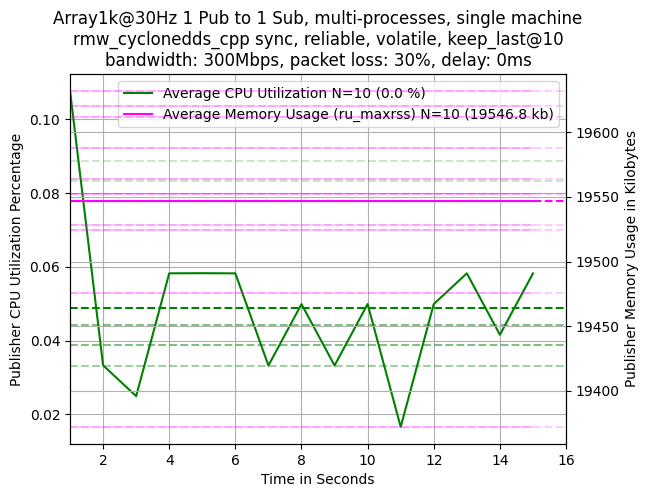 Array1k@30Hz 1 Pub to 1 Sub, multi-processes, single machine
rmw_cyclonedds_cpp sync, reliable, volatile, keep_last@10
bandwidth: 300Mbps, packet loss: 30%, delay: 0ms
Average CPU Utilization N=10 (0.0 %)
Average Memory Usage (ru_maxrss) N=10 (19546.8 kb)
Publisher CPU Utilization Percentage
0.10
0.08
0.06
0.04
0.02
19600
19550
19500
19450
19400
Publisher Memory Usage in Kilobytes
2 4 6 8 10 12 14 16
Time in Seconds